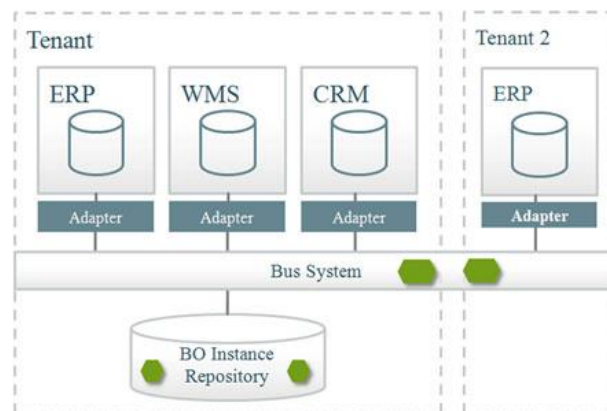 Tenant
Tenant 2
ERP
WMS
CRM
ERP
Adapter
Adapter
Adapter
Adapter
Bus System
BO Instance
Repository